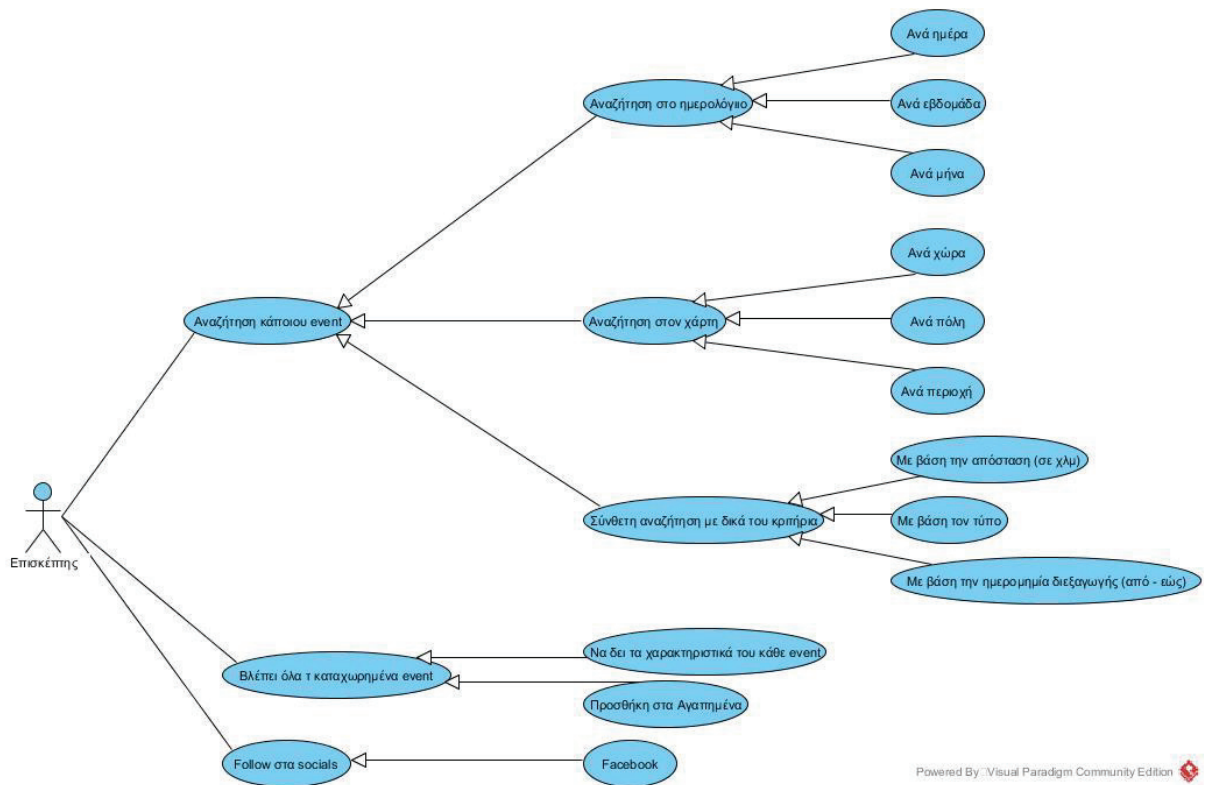 Ανά ημέρα
Αναζήτηση στο ημερολόγιιο
Ανά εβδομάδα
Ανά μήνα
Ανά χώρα
Αναζήτηση κάποιου event
Αναζήτηση στον χάρτη
Ανά πόλη
Ανά περιοχή
Με βάση την απόσταση (σε χλμ)
Σύνθετη αναζήτηση με δικά του κριτήρια
Με βάση τον τύπο
Επισκέπτης
Με βάση την ημερομημία διεξαγωγής (από - εώς)
Να δει τα χαρακτηριστικά του κάθε event
Βλέπει όλα τ καταχωρημένα event
Προσθήκη στα Αγαπημένα
Follow στα socials
Facebook
Powered By Visual Paradigm Community Edition